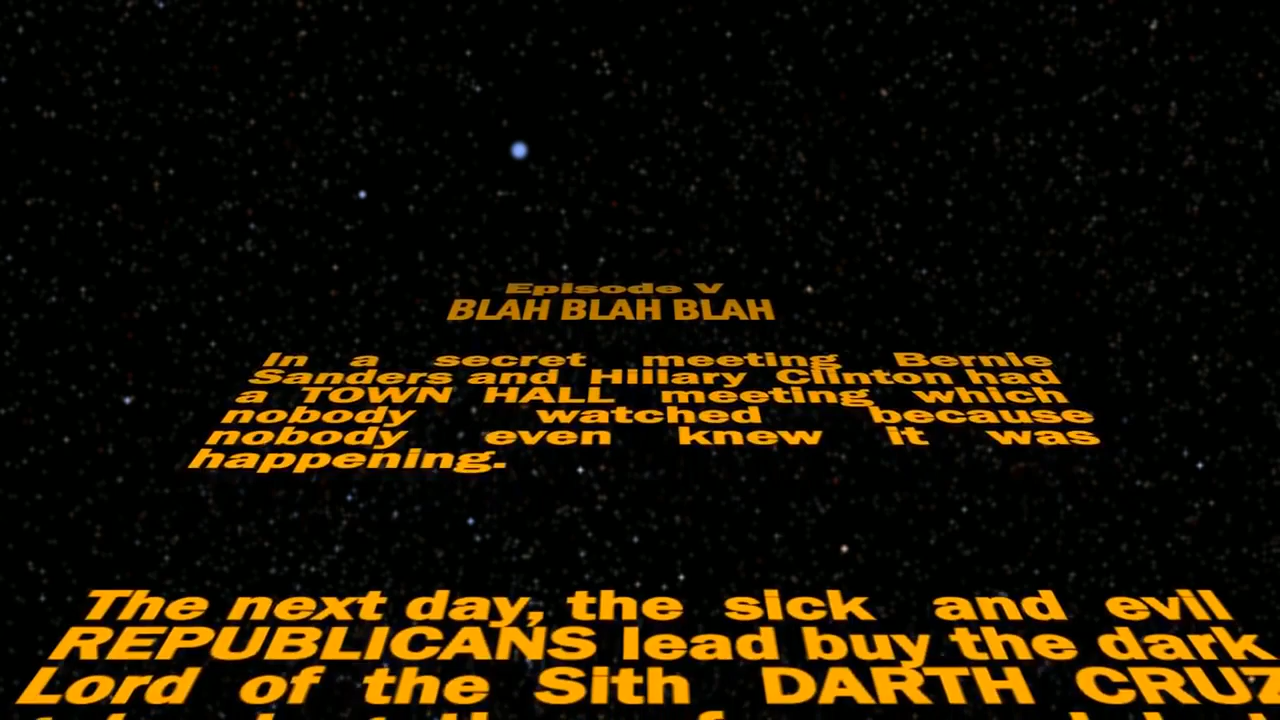 Episode V
BLAH BLAH BLAH
In a secret meeting Bernie
Sanders and Hillary Clinton had
a TOWN HALL meeting which
nobody watched because
nobody even knew it was
happening.
The next day, the sick and evil
REPUBLICANS lead buy the dark
Lord of the Sith DARTH CRUZ